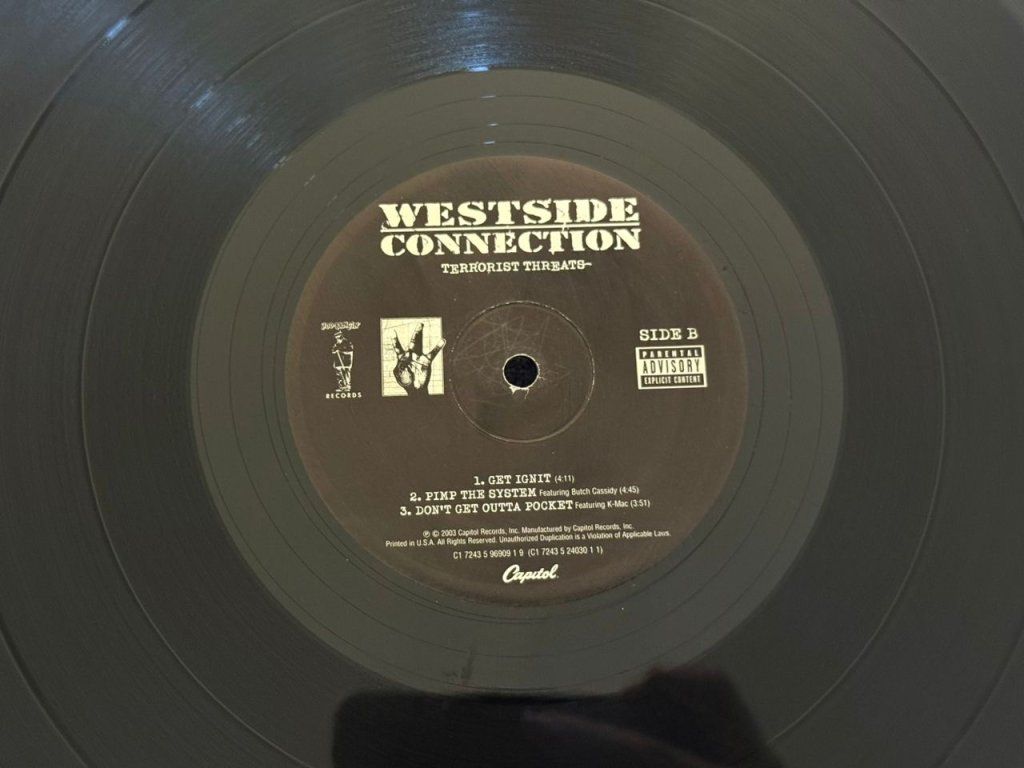 WESTSIDE
CONNECTION
TERRORIST THREATS
HOO-BANGIN'
RECORDS
SIDE B
PARENTAL
ADVISORY
EXPLICIT CONTENT
1. GET IGNIT (4:11)
2. PIMP THE SYSTEM Featuring Butch Cassidy (4:45)
3. DON'T GET OUTTA POCKET Featuring K-Mac (3:51)
℗ © 2003 Capitol Records, Inc. Manufactured by Capitol Records, Inc.
Printed in U.S.A. All Rights Reserved. Unauthorized Duplication is a Violation of Applicable Laws.
C1 7243 5 96909 1 9 (C1 7243 5 24030 1 1)
Capitol